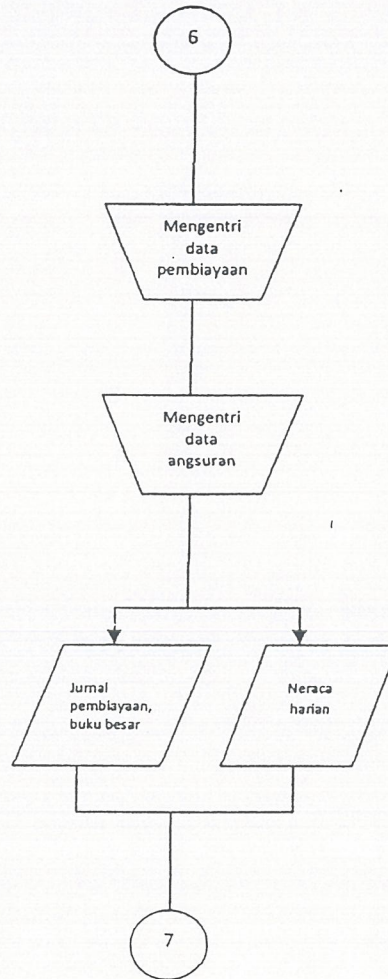 6
Mengentri
data
pembiayaan
Mengentri
data
angsuran
Jurnal
pembiayaan,
buku besar
Neraca
harian
7